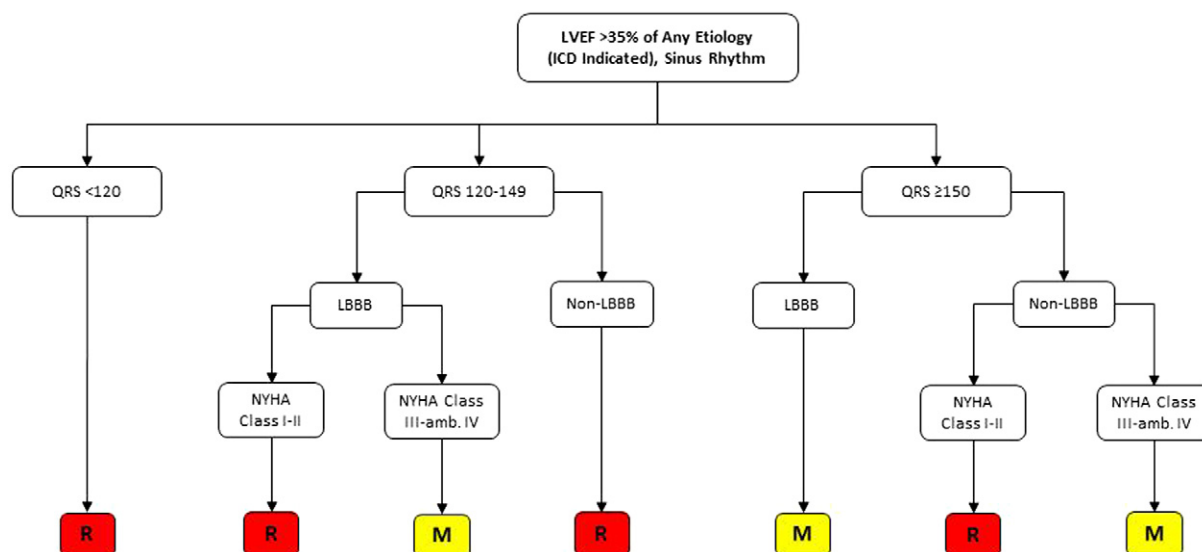 LVEF >35% of Any Etiology
(ICD Indicated), Sinus Rhythm
QRS <120
QRS 120-149
QRS ≥150
LBBB
Non-LBBB
LBBB
Non-LBBB
NYHA
Class I-II
NYHA Class
III-amb. IV
NYHA
Class I-II
NYHA Class
III-amb. IV
R
R
M
R
M
R
M